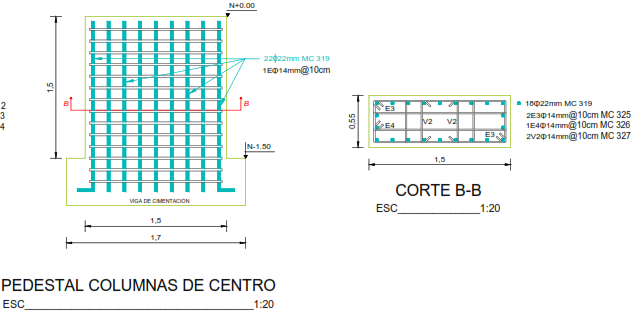 N+0.00
22ϕ22mm MC 319
1EΦ14mm@10cm
1,5
B
B
2
3
4
N-1.50
VIGA DE CIMENTACIÓN
1,5
1,7
PEDESTAL COLUMNAS DE CENTRO
ESC 1:20
0,55
E3
E4
V2
V2
E3
16Φ22mm MC 319
2E3Φ14mm@10cm MC 325
1E4Φ14mm@10cm MC 326
2V2Φ14mm@10cm MC 327
1,5
CORTE B-B
ESC 1:20